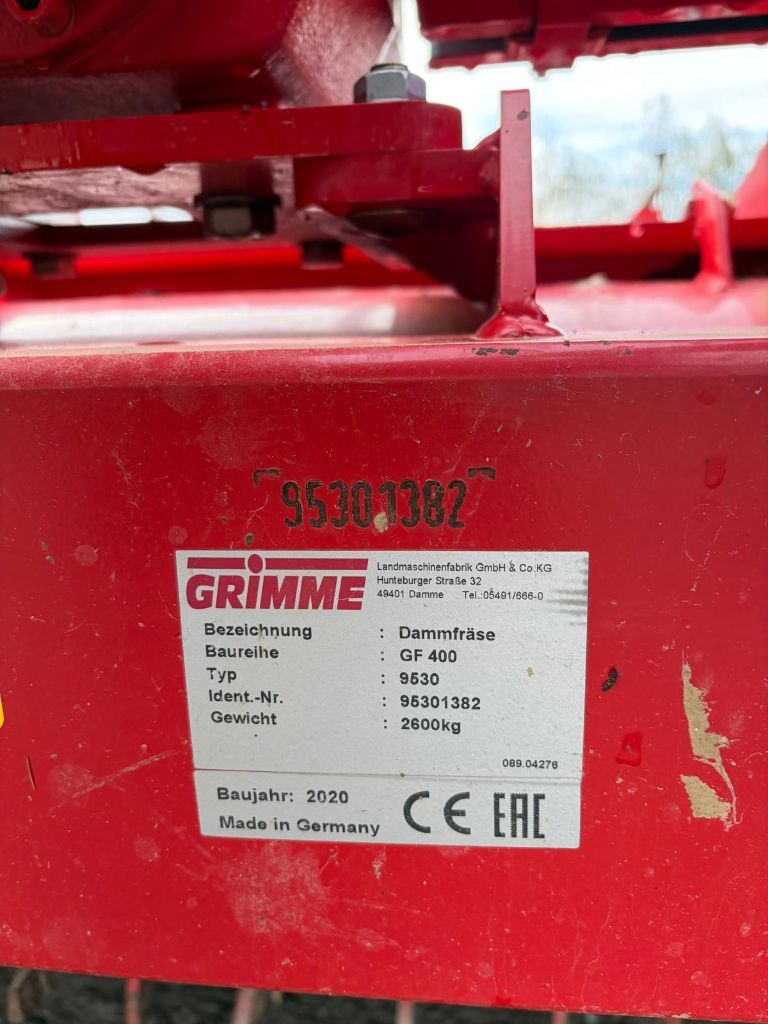 95301382
GRIMME
Landmaschinenfabrik GmbH & Co.KG
Hunteburger Straße 32
49401 Damme Tel.:05491/666-0
Bezeichnung : Dammfräse
Baureihe : GF 400
Typ : 9530
Ident.-Nr. : 95301382
Gewicht : 2600kg
089.04276
Baujahr: 2020
Made in Germany
CE EAC